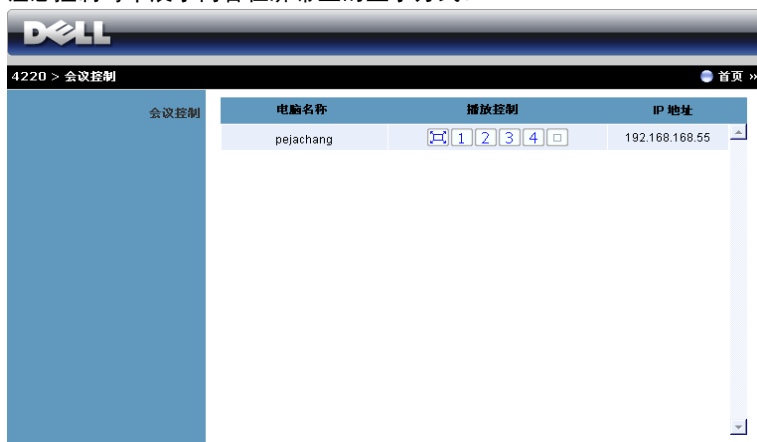 DELL
4220 > 会议控制
首页 »
会议控制
电脑名称 播放控制 IP 地址
pejachang 1 2 3 4 192.168.168.55